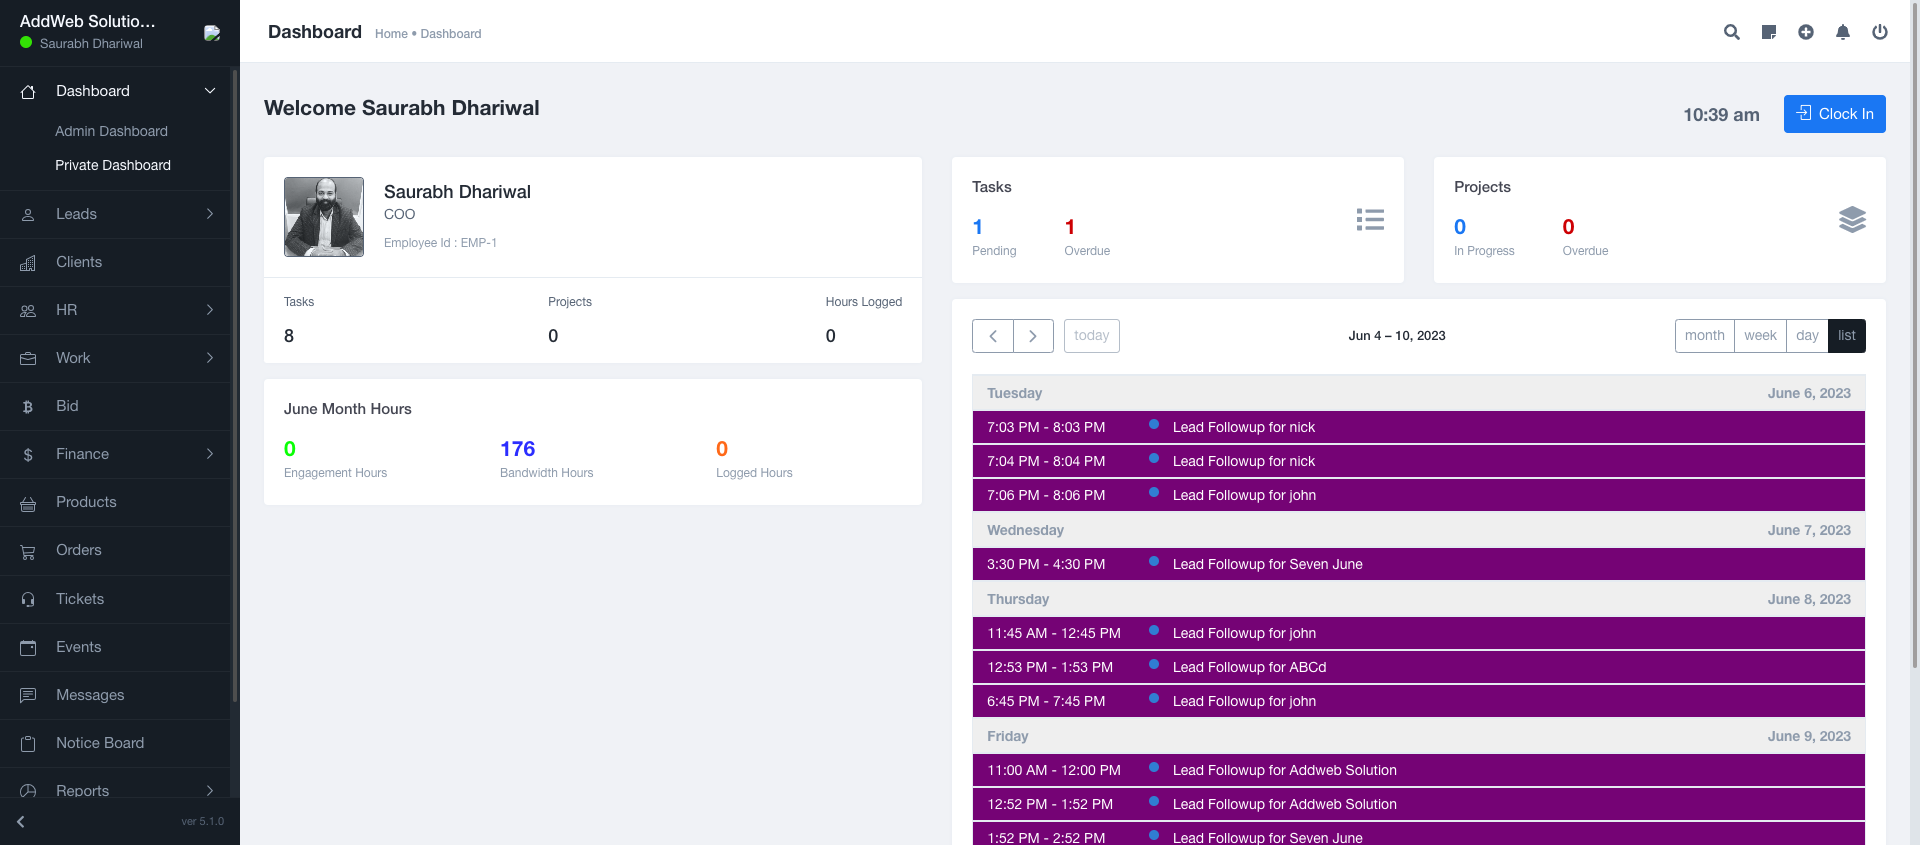 AddWeb Solutio...
Saurabh Dhariwal
Dashboard
Admin Dashboard
Private Dashboard
Leads
Clients
HR
Work
Bid
Finance
Products
Orders
Tickets
Events
Messages
Notice Board
Reports
ver 5.1.0
Dashboard Home • Dashboard
Welcome Saurabh Dhariwal
10:39 am Clock In
Saurabh Dhariwal
COO
Employee Id : EMP-1
Tasks Projects Hours Logged
8 0 0
June Month Hours
0 176 0
Engagement Hours Bandwidth Hours Logged Hours
Tasks
1 1
Pending Overdue
Projects
0 0
In Progress Overdue
today Jun 4 – 10, 2023 month week day list
Tuesday June 6, 2023
7:03 PM - 8:03 PM Lead Followup for nick
7:04 PM - 8:04 PM Lead Followup for nick
7:06 PM - 8:06 PM Lead Followup for john
Wednesday June 7, 2023
3:30 PM - 4:30 PM Lead Followup for Seven June
Thursday June 8, 2023
11:45 AM - 12:45 PM Lead Followup for john
12:53 PM - 1:53 PM Lead Followup for ABCd
6:45 PM - 7:45 PM Lead Followup for john
Friday June 9, 2023
11:00 AM - 12:00 PM Lead Followup for Addweb Solution
12:52 PM - 1:52 PM Lead Followup for Addweb Solution
1:52 PM - 2:52 PM Lead Followup for Seven June